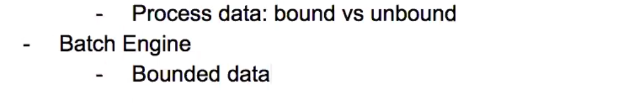 - Process data: bound vs unbound
- Batch Engine
- Bounded data